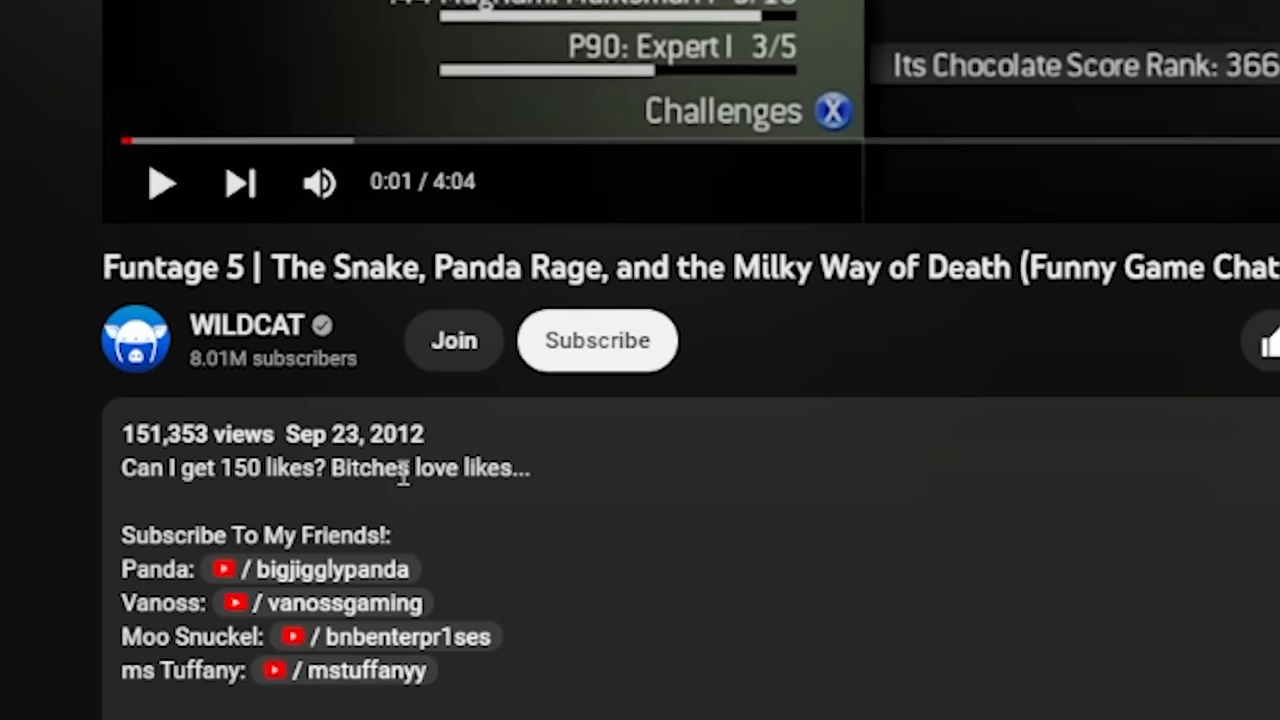 P90: Expert I 3/5
Its Chocolate Score Rank: 366
Challenges X
0:01 / 4:04
Funtage 5 | The Snake, Panda Rage, and the Milky Way of Death (Funny Game Chat
WILDCAT
8.01M subscribers
Join
Subscribe
151,353 views Sep 23, 2012
Can I get 150 likes? Bitches love likes...
Subscribe To My Friends!:
Panda: / bigjigglypanda
Vanoss: / vanossgaming
Moo Snuckel: / bnbenterpr1ses
ms Tuffany: / mstuffanyy